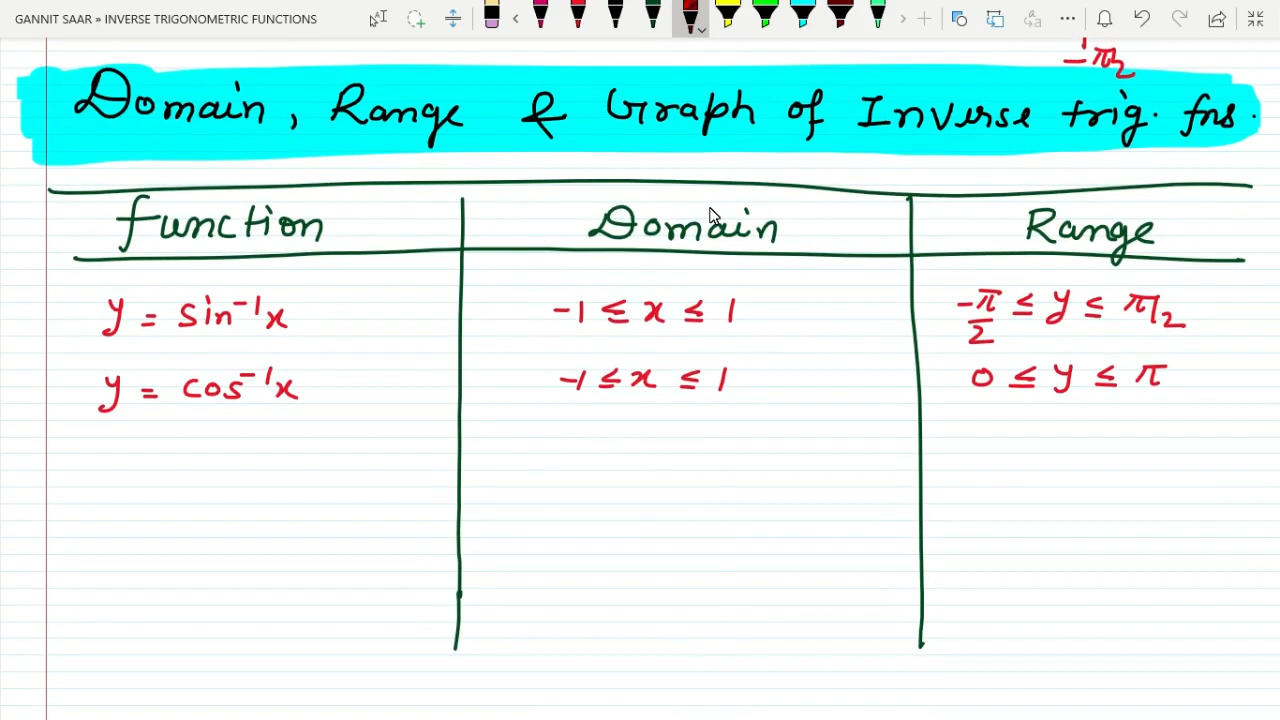 GANNIT SAAR » INVERSE TRIGONOMETRIC FUNCTIONS
Domain, Range & Graph of Inverse trig. fns.
function Domain Range
y = sin⁻¹x -1 ≤ x ≤ 1 -π/2 ≤ y ≤ π/2
y = cos⁻¹x -1 ≤ x ≤ 1 0 ≤ y ≤ π